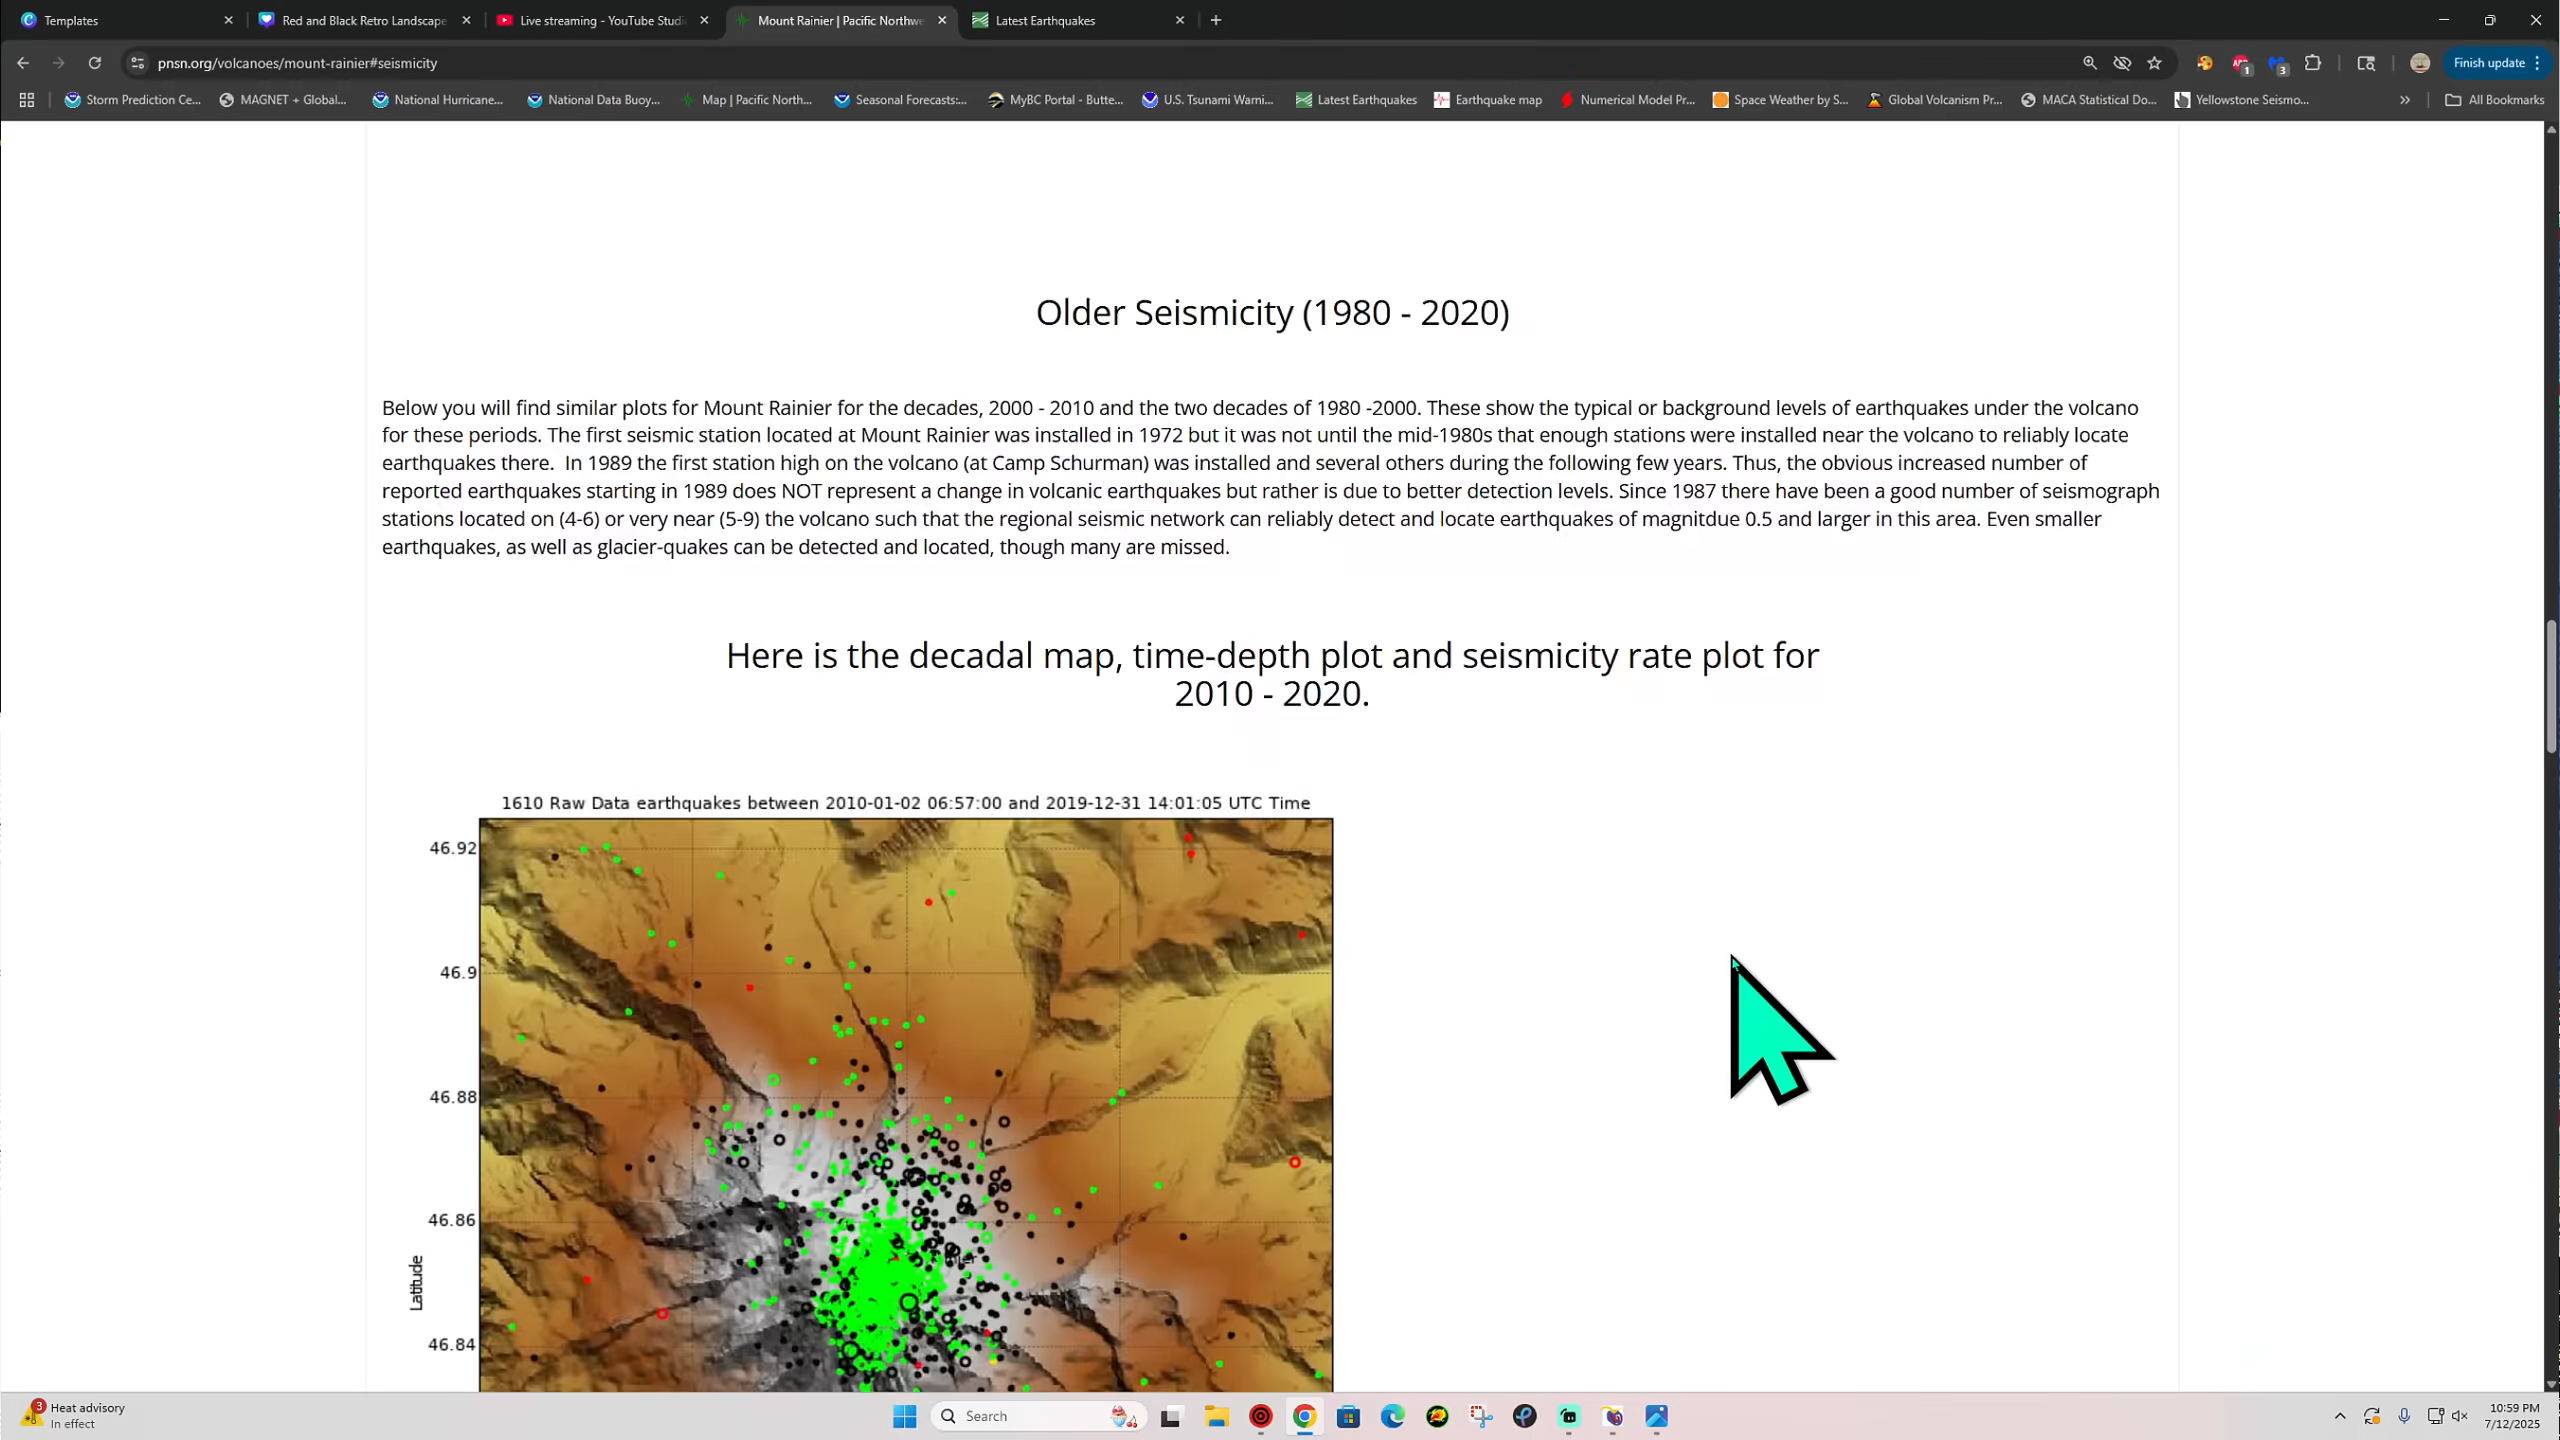 Templates
Red and Black Retro Landscape
Live streaming - YouTube Studi
Mount Rainier | Pacific Northwe
Latest Earthquakes
pnsn.org/volcanoes/mount-rainier#seismicity
1
3
Finish update
Storm Prediction Ce...
MAGNET + Global...
National Hurricane...
National Data Buoy...
Map | Pacific North...
Seasonal Forecasts:...
MyBC Portal - Butte...
U.S. Tsunami Warni...
Latest Earthquakes
Earthquake map
Numerical Model Pr...
Space Weather by S...
Global Volcanism Pr...
MACA Statistical Do...
Yellowstone Seismo...
All Bookmarks
Older Seismicity (1980 - 2020)
Below you will find similar plots for Mount Rainier for the decades, 2000 - 2010 and the two decades of 1980 -2000. These show the typical or background levels of earthquakes under the volcano
for these periods. The first seismic station located at Mount Rainier was installed in 1972 but it was not until the mid-1980s that enough stations were installed near the volcano to reliably locate
earthquakes there.  In 1989 the first station high on the volcano (at Camp Schurman) was installed and several others during the following few years. Thus, the obvious increased number of
reported earthquakes starting in 1989 does NOT represent a change in volcanic earthquakes but rather is due to better detection levels. Since 1987 there have been a good number of seismograph
stations located on (4-6) or very near (5-9) the volcano such that the regional seismic network can reliably detect and locate earthquakes of magnitdue 0.5 and larger in this area. Even smaller
earthquakes, as well as glacier-quakes can be detected and located, though many are missed.
Here is the decadal map, time-depth plot and seismicity rate plot for
2010 - 2020.
1610 Raw Data earthquakes between 2010-01-02 06:57:00 and 2019-12-31 14:01:05 UTC Time
46.92
46.9
46.88
46.86
46.84
Latitude
3
Heat advisory
In effect
Search
10:59 PM
7/12/2025